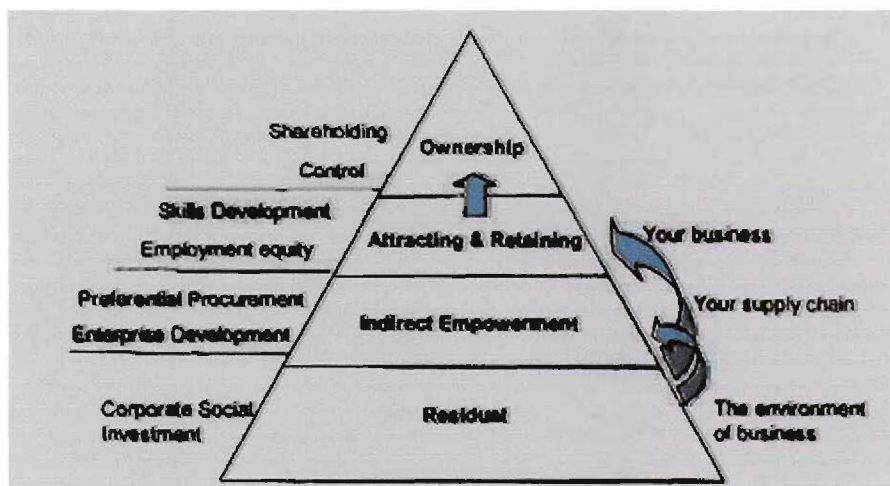 Shareholding
Ownership
Control
Skills Development
Attracting & Retaining
Your business
Employment equity
Preferential Procurement
Indirect Empowerment
Your supply chain
Enterprise Development
Corporate Social
Investment
Residual
The environment
of business